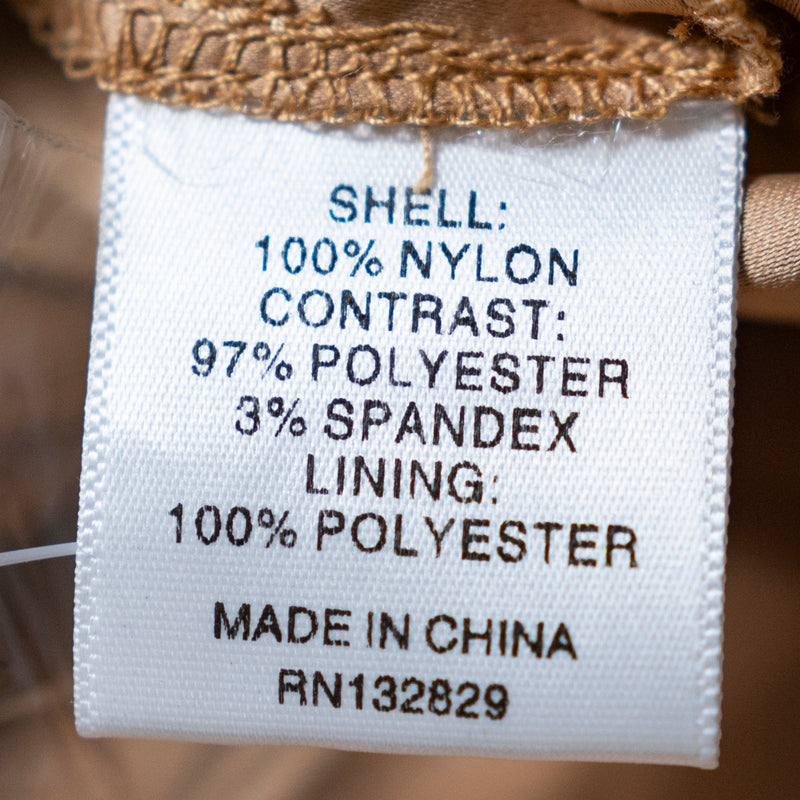 SHELL:
100% NYLON
CONTRAST:
97% POLYESTER
3% SPANDEX
LINING:
100% POLYESTER
MADE IN CHINA
RN132829